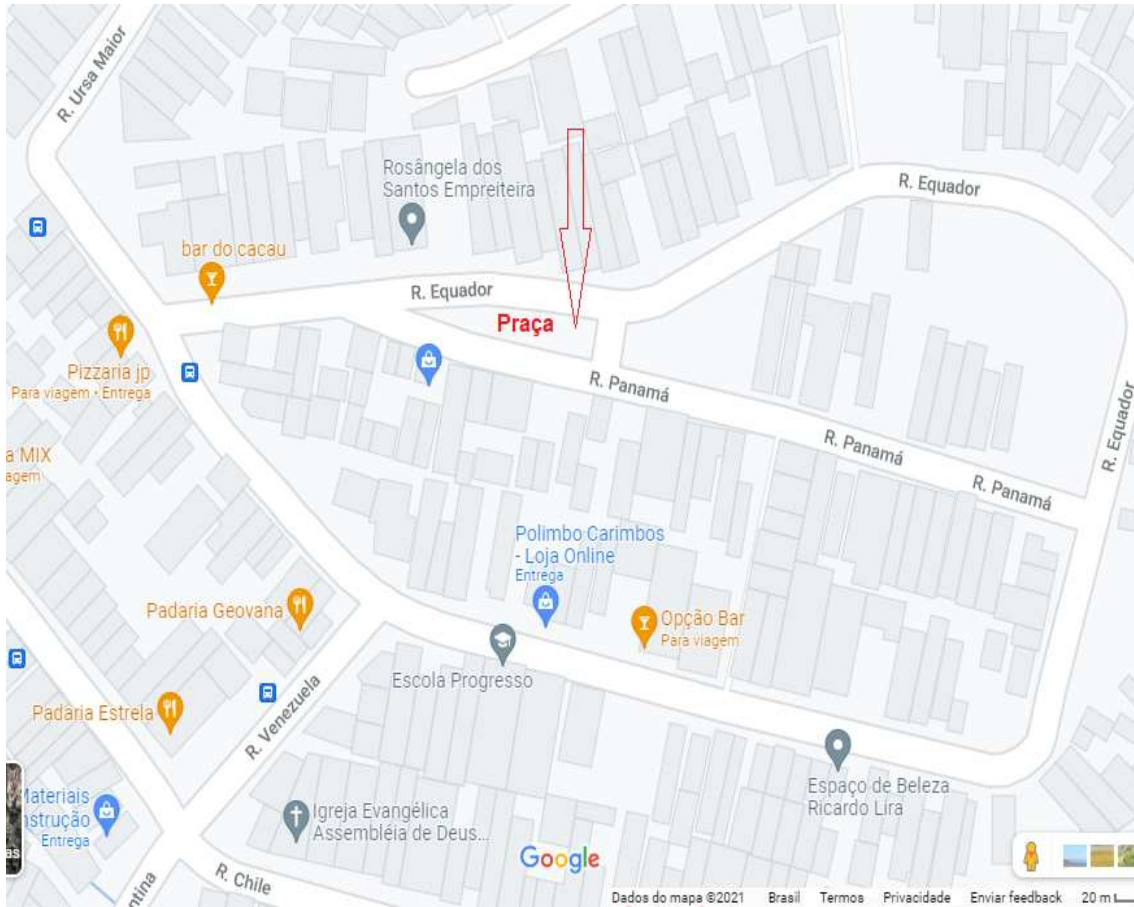 R. Ursa Maior
Rosângela dos
Santos Empreiteira
R. Equador
bar do cacau
R. Equador
Praça
Pizzaria jp
Para viagem · Entrega
R. Panamá
R. Equador
R. Panamá
a MIX
agem
R. Panamá
Polimbo Carimbos
- Loja Online
Entrega
Padaria Geovana
Opção Bar
Para viagem
Escola Progresso
R. Venezuela
Padaria Estrela
Espaço de Beleza
Ricardo Lira
Materiais
nstrução
Entrega
Igreja Evangélica
Assembléia de Deus...
as
Google
R. Chile
ntina
Dados do mapa ©2021 Brasil Termos Privacidade Enviar feedback 20 m